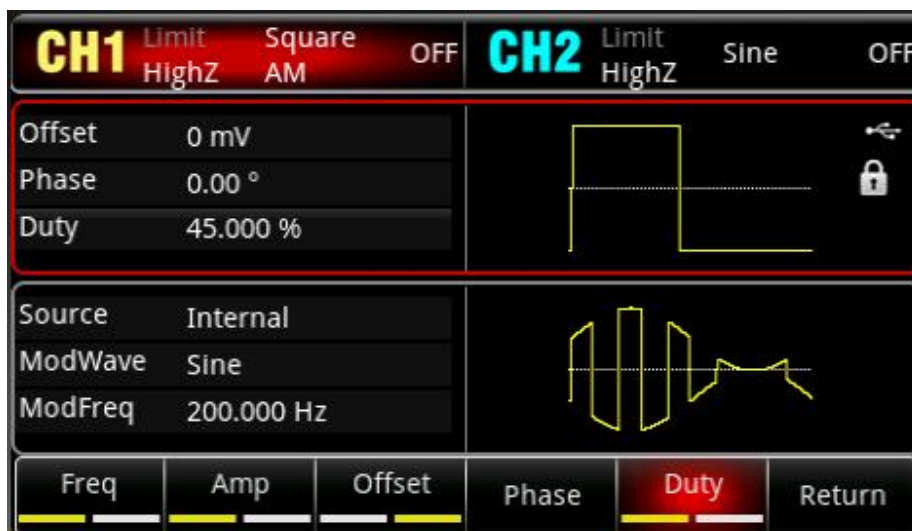 CH1 Limit Square OFF CH2 Limit Sine OFF
HighZ AM HighZ
Offset 0 mV
Phase 0.00 °
Duty 45.000 %
Source Internal
ModWave Sine
ModFreq 200.000 Hz
Freq Amp Offset Phase Duty Return